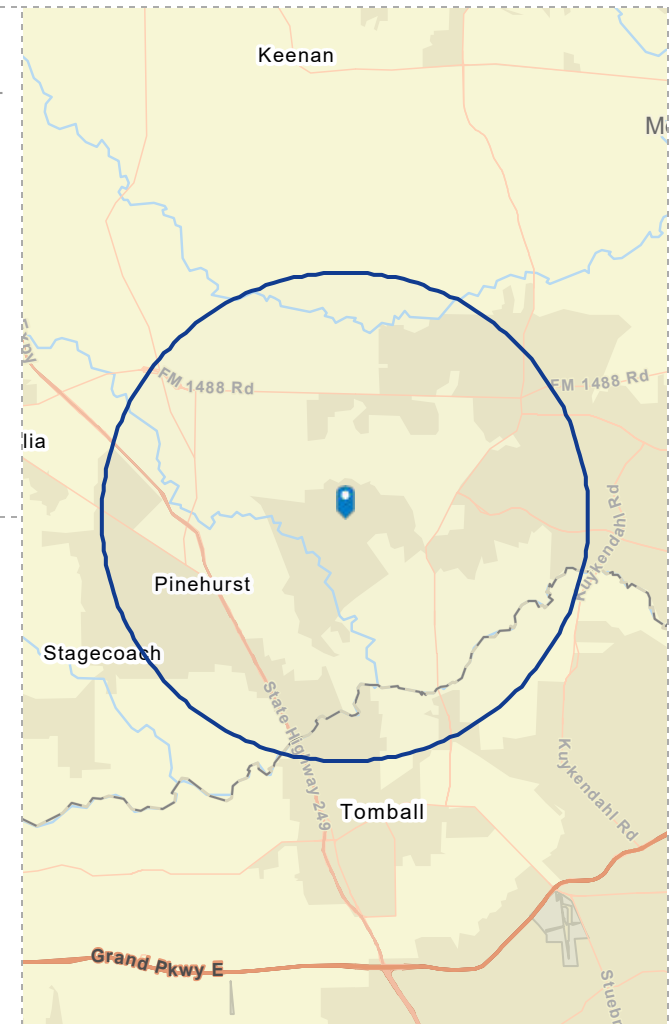 Keenan
FM 1488 Rd
FM 1488 Rd
lia
Kuykendahl Rd
Pinehurst
Stagecoach
State Highway 249
Kuykendahl Rd
Tomball
Grand Pkwy E
Stuebr